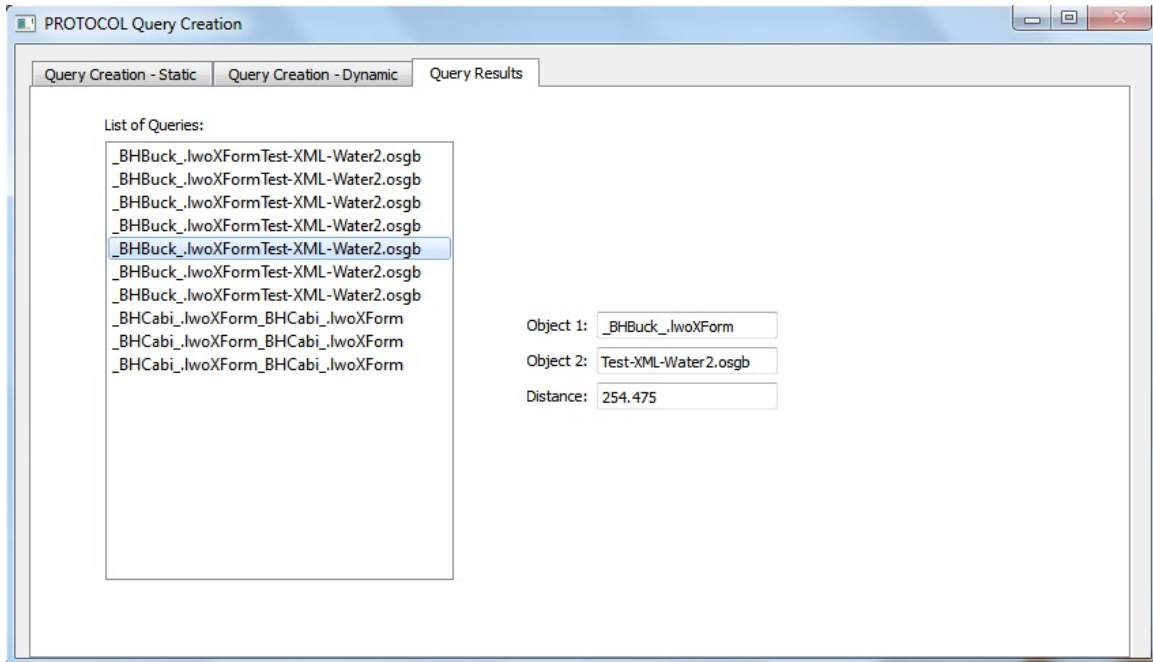 PROTOCOL Query Creation
Query Creation - Static Query Creation - Dynamic Query Results
List of Queries:
_BHBuck_.lwoXFormTest-XML-Water2.osgb
_BHBuck_.lwoXFormTest-XML-Water2.osgb
_BHBuck_.lwoXFormTest-XML-Water2.osgb
_BHBuck_.lwoXFormTest-XML-Water2.osgb
_BHBuck_.lwoXFormTest-XML-Water2.osgb
_BHBuck_.lwoXFormTest-XML-Water2.osgb
_BHBuck_.lwoXFormTest-XML-Water2.osgb
_BHCabi_.lwoXForm_BHCabi_.lwoXForm
_BHCabi_.lwoXForm_BHCabi_.lwoXForm
_BHCabi_.lwoXForm_BHCabi_.lwoXForm
Object 1: _BHBuck_.lwoXForm
Object 2: Test-XML-Water2.osgb
Distance: 254.475